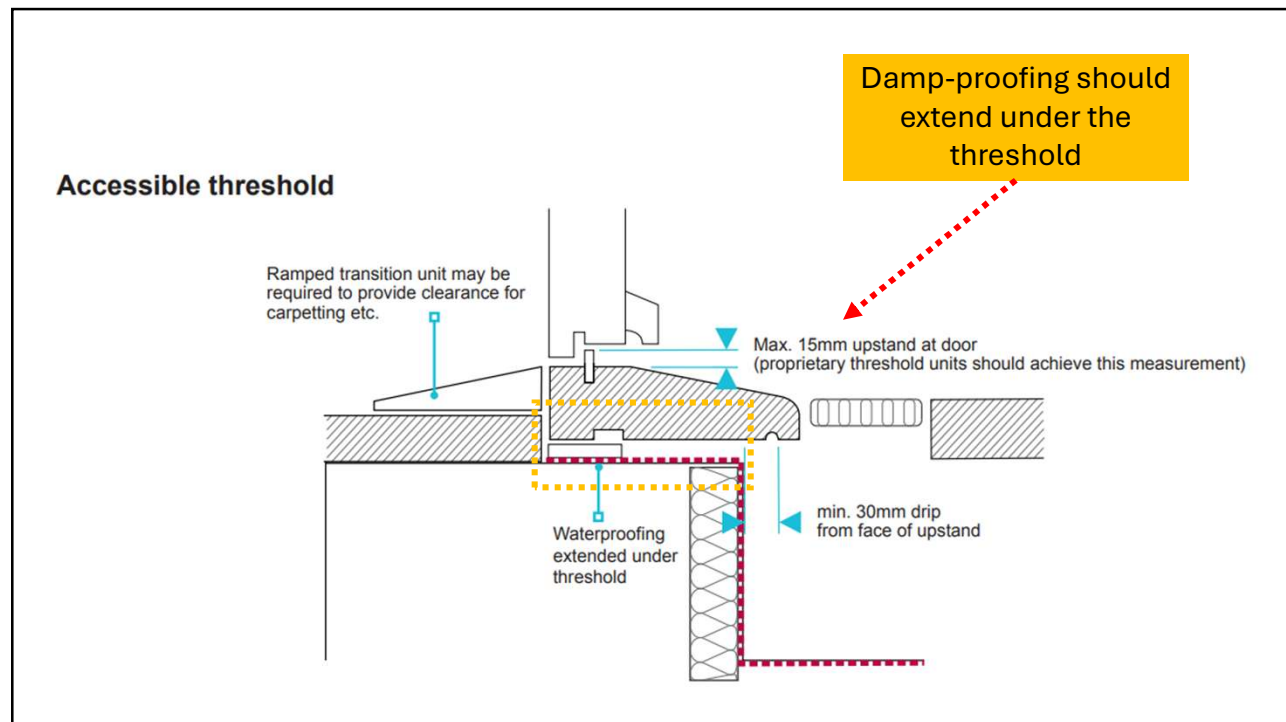 Damp-proofing should
extend under the
threshold
Accessible threshold
Ramped transition unit may be
required to provide clearance for
carpetting etc.
Max. 15mm upstand at door
(proprietary threshold units should achieve this measurement)
min. 30mm drip
from face of upstand
Waterproofing
extended under
threshold